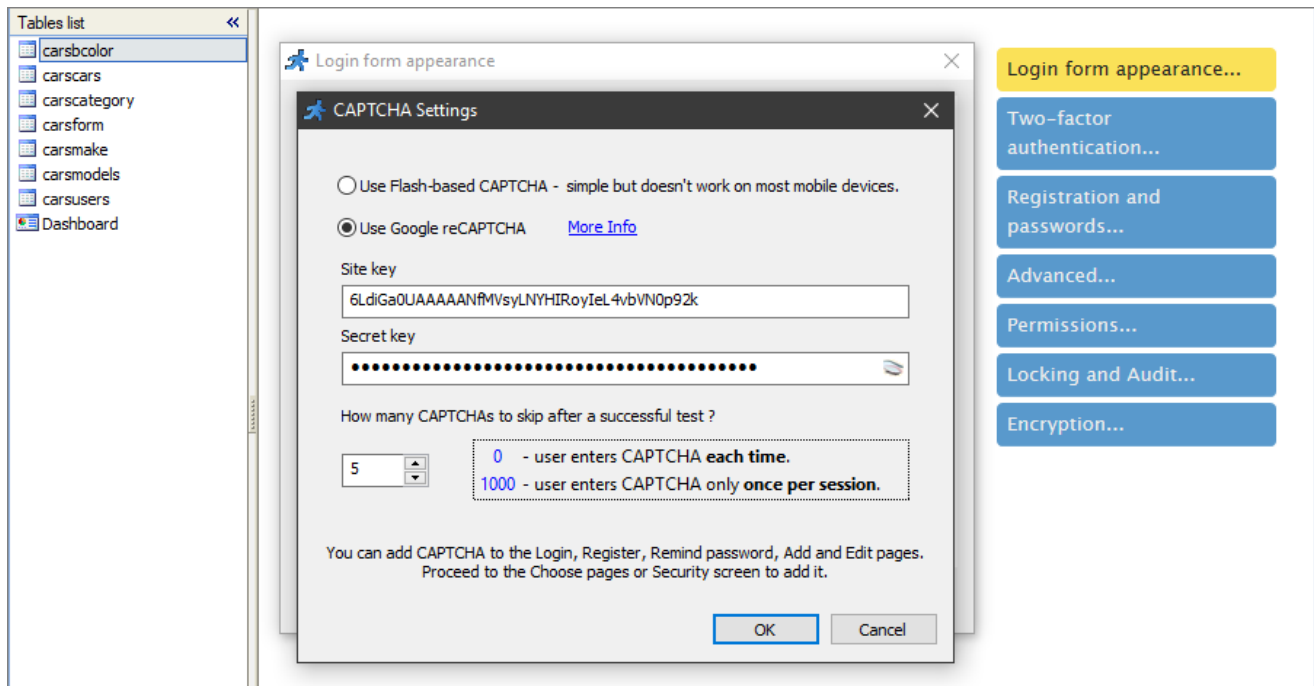 Tables list
carsbcolor
carscars
carscategory
carsform
carsmake
carsmodels
carsusers
Dashboard
Login form appearance
CAPTCHA Settings
Use Flash-based CAPTCHA - simple but doesn't work on most mobile devices.
Use Google reCAPTCHA More Info
Site key
6LdiGa0UAAAAANfMVsyLNYHIRoyIeL4vbVN0p92k
Secret key
How many CAPTCHAs to skip after a successful test ?
5
0 - user enters CAPTCHA each time.
1000 - user enters CAPTCHA only once per session.
You can add CAPTCHA to the Login, Register, Remind password, Add and Edit pages.
Proceed to the Choose pages or Security screen to add it.
OK Cancel
Login form appearance...
Two-factor
authentication...
Registration and
passwords...
Advanced...
Permissions...
Locking and Audit...
Encryption...